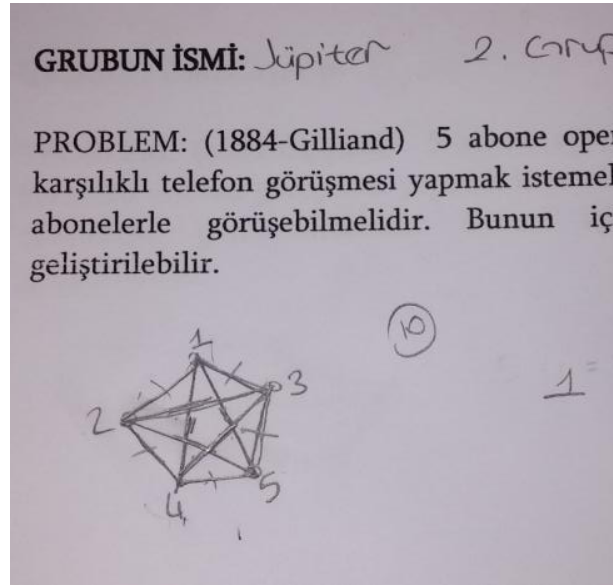 GRUBUN İSMİ: Jüpiter 2. Grup
PROBLEM: (1884-Gilliand) 5 abone oper
karşılıklı telefon görüşmesi yapmak istemel
abonelerle görüşebilmelidir. Bunun iç
geliştirilebilir.
10
1
1
3
2
5
4